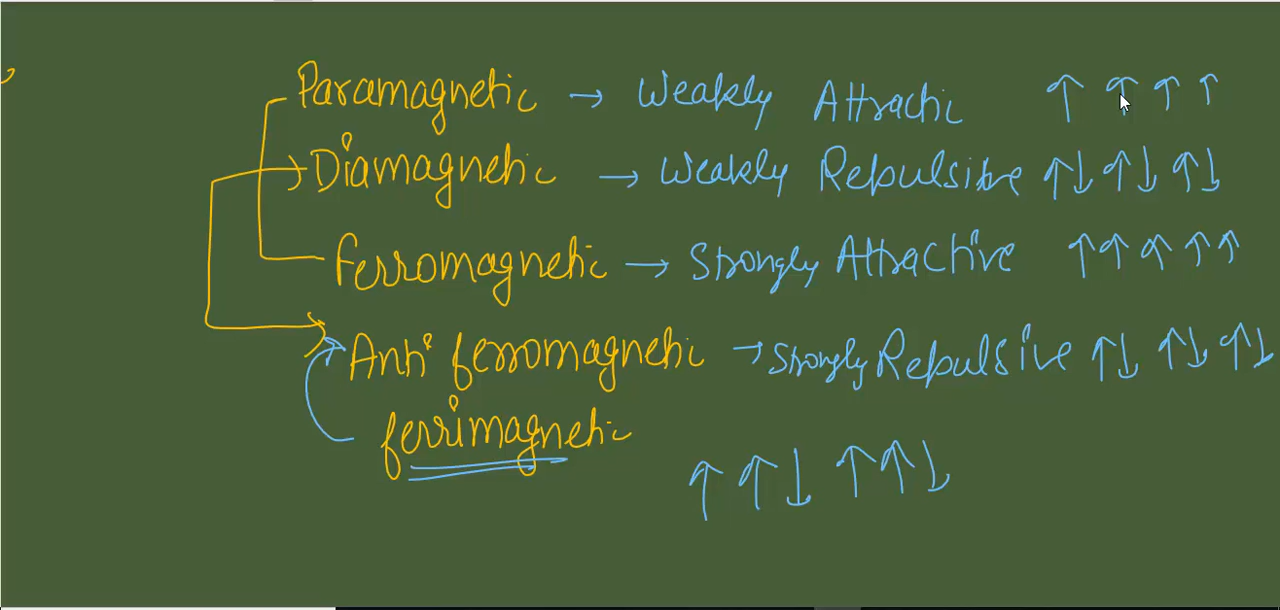 Paramagnetic → Weakly Attractic ↑ ↑ ↑ ↑
Diamagnetic → Weakly Repulsive ↑↓ ↑↓ ↑↓
ferromagnetic → Strongly Attractive ↑↑ ↑ ↑ ↑
Anti ferromagnetic → Strongly Repulsive ↑↓ ↑↓ ↑↓
ferrimagnetic
↑ ↑ ↓ ↑ ↑ ↓